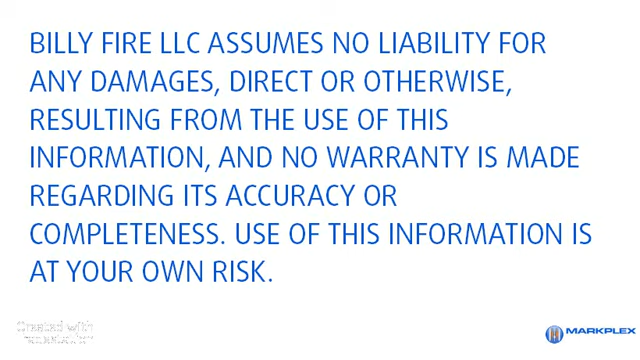 BILLY FIRE LLC ASSUMES NO LIABILITY FOR
ANY DAMAGES, DIRECT OR OTHERWISE,
RESULTING FROM THE USE OF THIS
INFORMATION, AND NO WARRANTY IS MADE
REGARDING ITS ACCURACY OR
COMPLETENESS. USE OF THIS INFORMATION IS
AT YOUR OWN RISK.
Created with
MARKPLEX